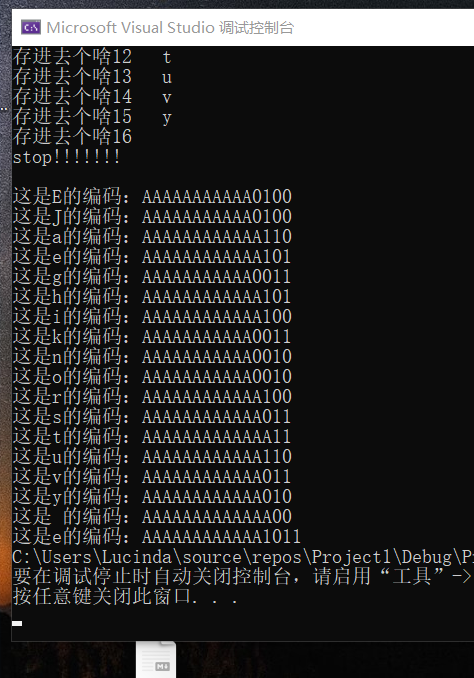 Microsoft Visual Studio 调试控制台
存进去个啥12   t
存进去个啥13   u
存进去个啥14   v
存进去个啥15   y
存进去个啥16
stop!!!!!!!
这是E的编码: AAAAAAAAAAA0100
这是J的编码: AAAAAAAAAAA0100
这是a的编码: AAAAAAAAAAAA110
这是e的编码: AAAAAAAAAAAA101
这是g的编码: AAAAAAAAAAA0011
这是h的编码: AAAAAAAAAAAA101
这是i的编码: AAAAAAAAAAAA100
这是k的编码: AAAAAAAAAAA0011
这是n的编码: AAAAAAAAAAA0010
这是o的编码: AAAAAAAAAAA0010
这是r的编码: AAAAAAAAAAAA100
这是s的编码: AAAAAAAAAAAA011
这是t的编码: AAAAAAAAAAAAA11
这是u的编码: AAAAAAAAAAAA110
这是v的编码: AAAAAAAAAAAA011
这是y的编码: AAAAAAAAAAAA010
这是 的编码: AAAAAAAAAAAAA00
这是e的编码: AAAAAAAAAAAA1011
C:\Users\Lucinda\source\repos\Project1\Debug\P
要在调试停止时自动关闭控制台，请启用“工具”->
按任意键关闭此窗口. . .